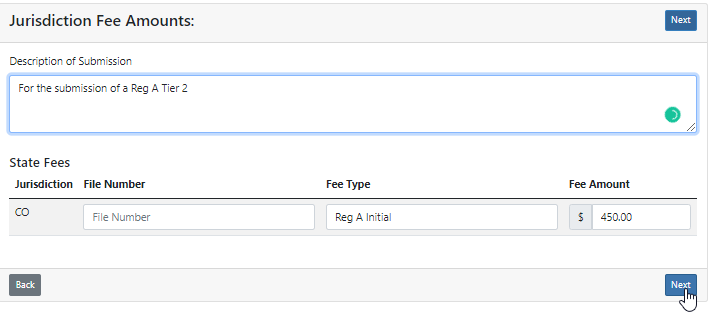 Jurisdiction Fee Amounts:
Next
Description of Submission
For the submission of a Reg A Tier 2
State Fees
Jurisdiction File Number Fee Type Fee Amount
CO File Number Reg A Initial $ 450.00
Back
Next